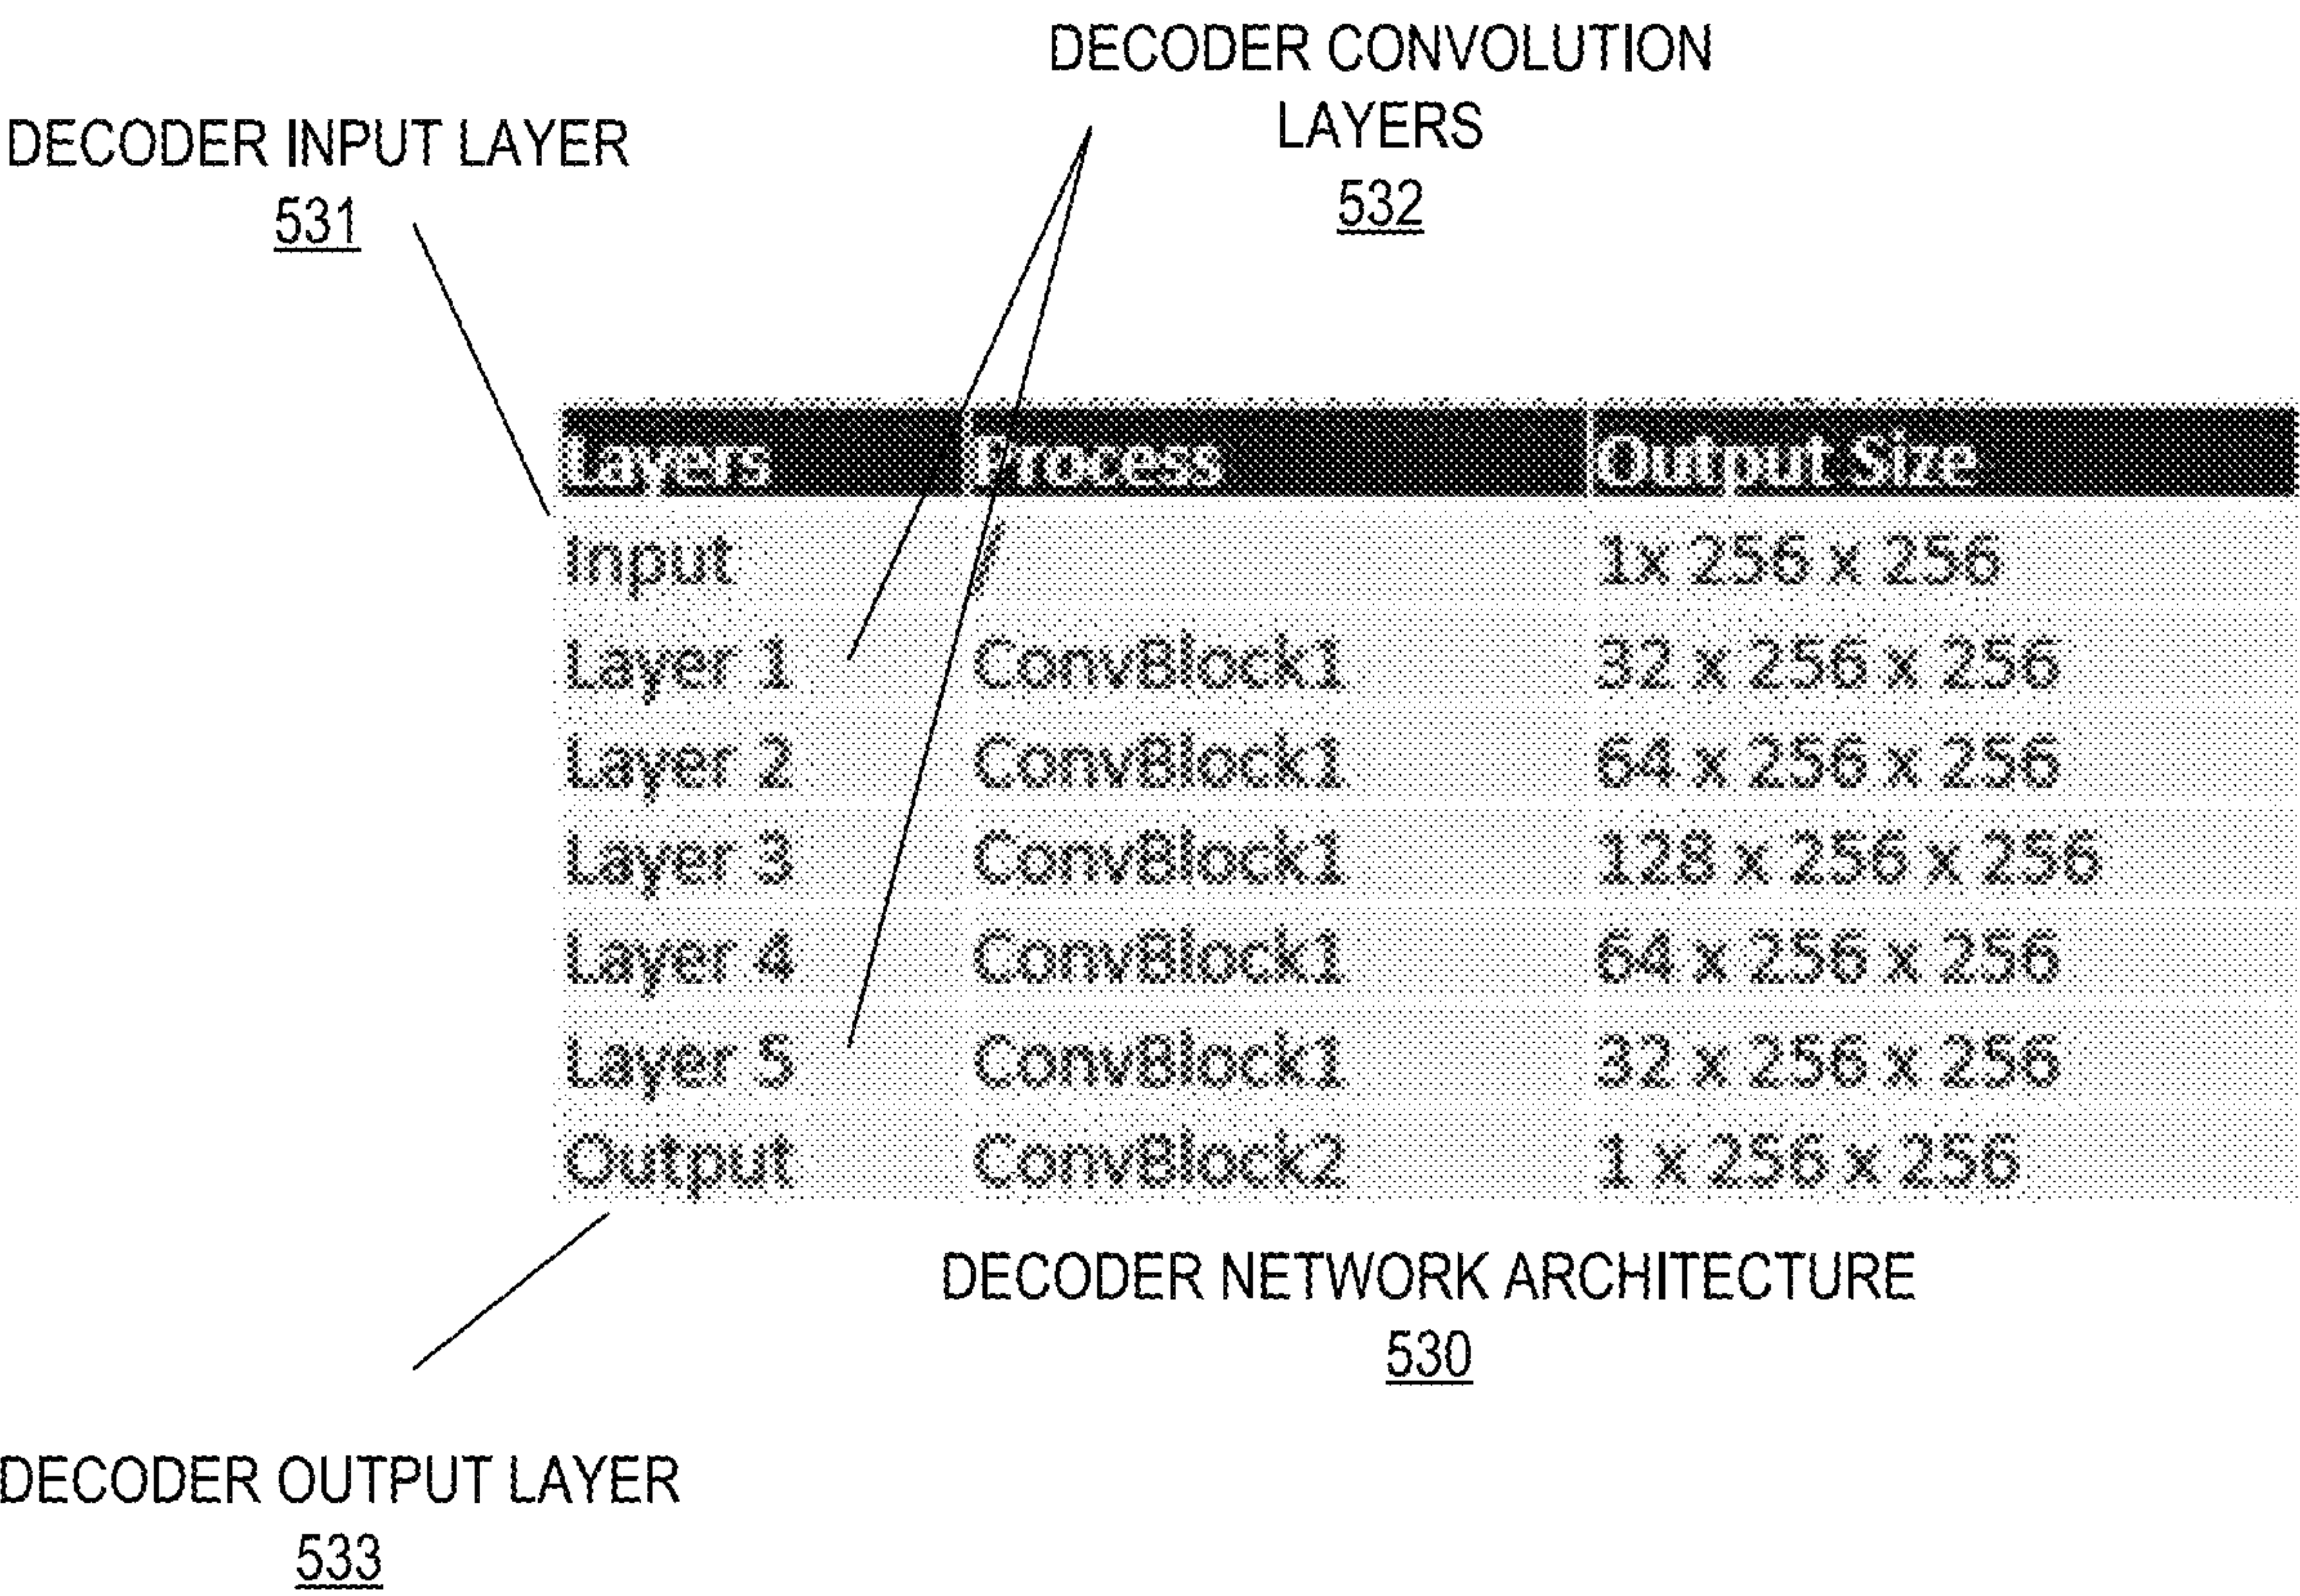 DECODER CONVOLUTION
LAYERS
532
DECODER INPUT LAYER
531
Layers Process Output Size
Input / 1x 256 x 256
Layer 1 ConvBlock1 32 x 256 x 256
Layer 2 ConvBlock1 64 x 256 x 256
Layer 3 ConvBlock1 128 x 256 x 256
Layer 4 ConvBlock1 64 x 256 x 256
Layer 5 ConvBlock1 32 x 256 x 256
Output ConvBlock2 1 x 256 x 256
DECODER NETWORK ARCHITECTURE
530
DECODER OUTPUT LAYER
533